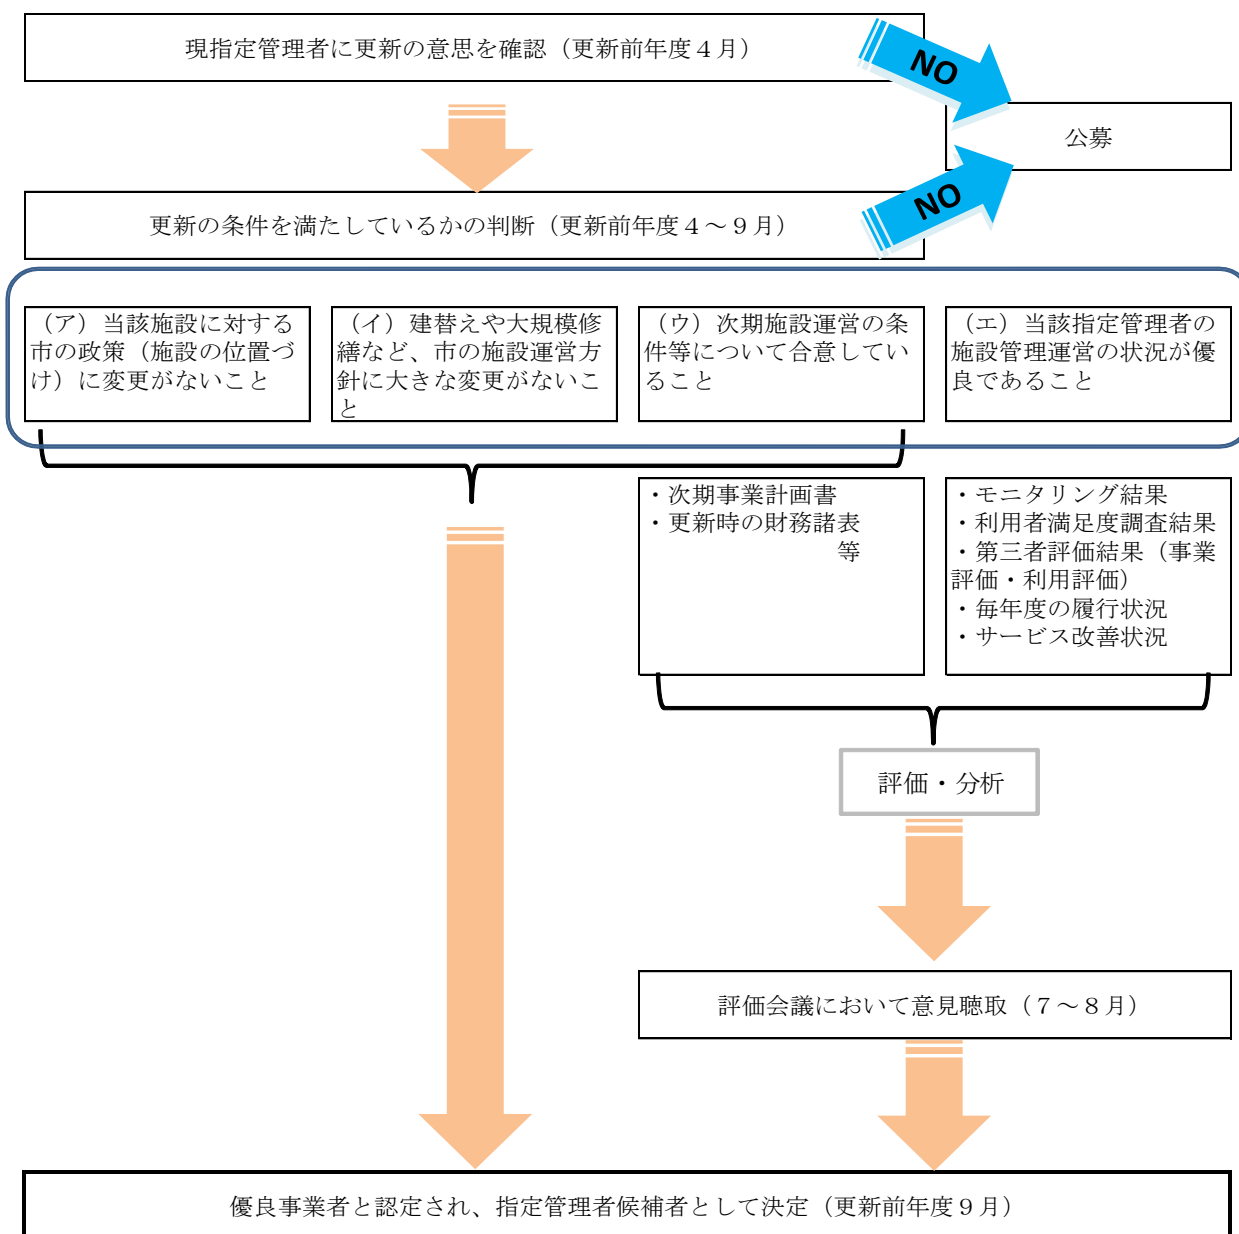 現指定管理者に更新の意思を確認（更新前年度４月）
NO
公募
更新の条件を満たしているかの判断（更新前年度４～９月）
NO
（ア）当該施設に対する
市の政策（施設の位置づ
け）に変更がないこと
（イ）建替えや大規模修
繕など、市の施設運営方
針に大きな変更がないこ
と
（ウ）次期施設運営の条
件等について合意してい
ること
（エ）当該指定管理者の
施設管理運営の状況が優
良であること
・次期事業計画書
・更新時の財務諸表
等
・モニタリング結果
・利用者満足度調査結果
・第三者評価結果（事業
評価・利用評価）
・毎年度の履行状況
・サービス改善状況
評価・分析
評価会議において意見聴取（７～８月）
優良事業者と認定され、指定管理者候補者として決定（更新前年度９月）